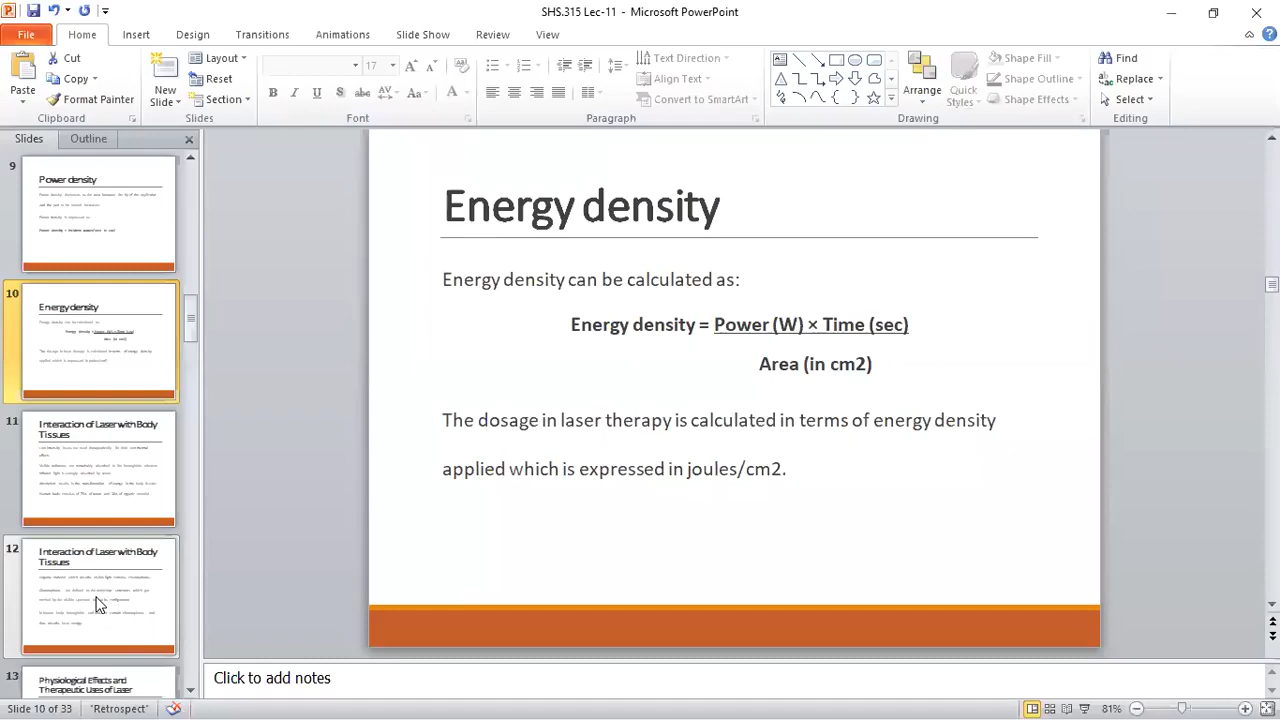 SHS.315 Lec-11 - Microsoft PowerPoint
File Home Insert Design Transitions Animations Slide Show Review View
Paste Cut Copy Format Painter Clipboard
New Slide Layout Reset Section Slides
17 Font
Text Direction Align Text Convert to SmartArt Paragraph
Arrange Quick Styles Shape Fill Shape Outline Shape Effects Drawing
Find Replace Select Editing
Slides Outline
9
Power density
10
Energy density
11
Interaction of Laser with Body
Tissues
12
Interaction of Laser with Body
Tissues
13
Physiological Effects and
Therapeutic Uses of Laser
Energy density
Energy density can be calculated as:
Energy density = Power (W) × Time (sec)
Area (in cm2)
The dosage in laser therapy is calculated in terms of energy density
applied which is expressed in joules/cm2.
Click to add notes
Slide 10 of 33 "Retrospect" 81%